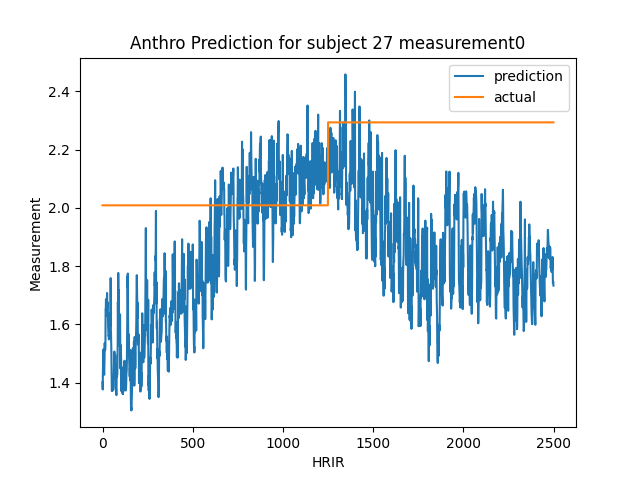 Anthro Prediction for subject 27 measurement0
prediction
actual
2.4
2.2
2.0
1.8
1.6
1.4
Measurement
0 500 1000 1500 2000 2500
HRIR